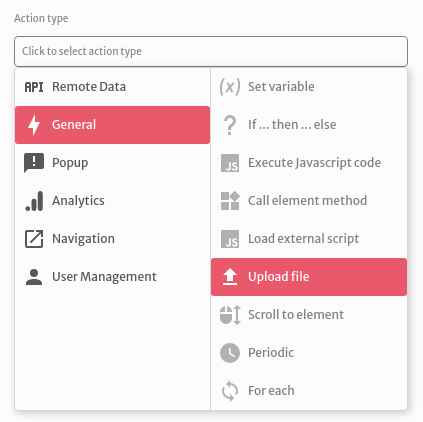 Action type
Click to select action type
API Remote Data
General
Popup
Analytics
Navigation
User Management
(x) Set variable
? If ... then ... else
JS Execute Javascript code
Call element method
JS Load external script
Upload file
Scroll to element
Periodic
For each